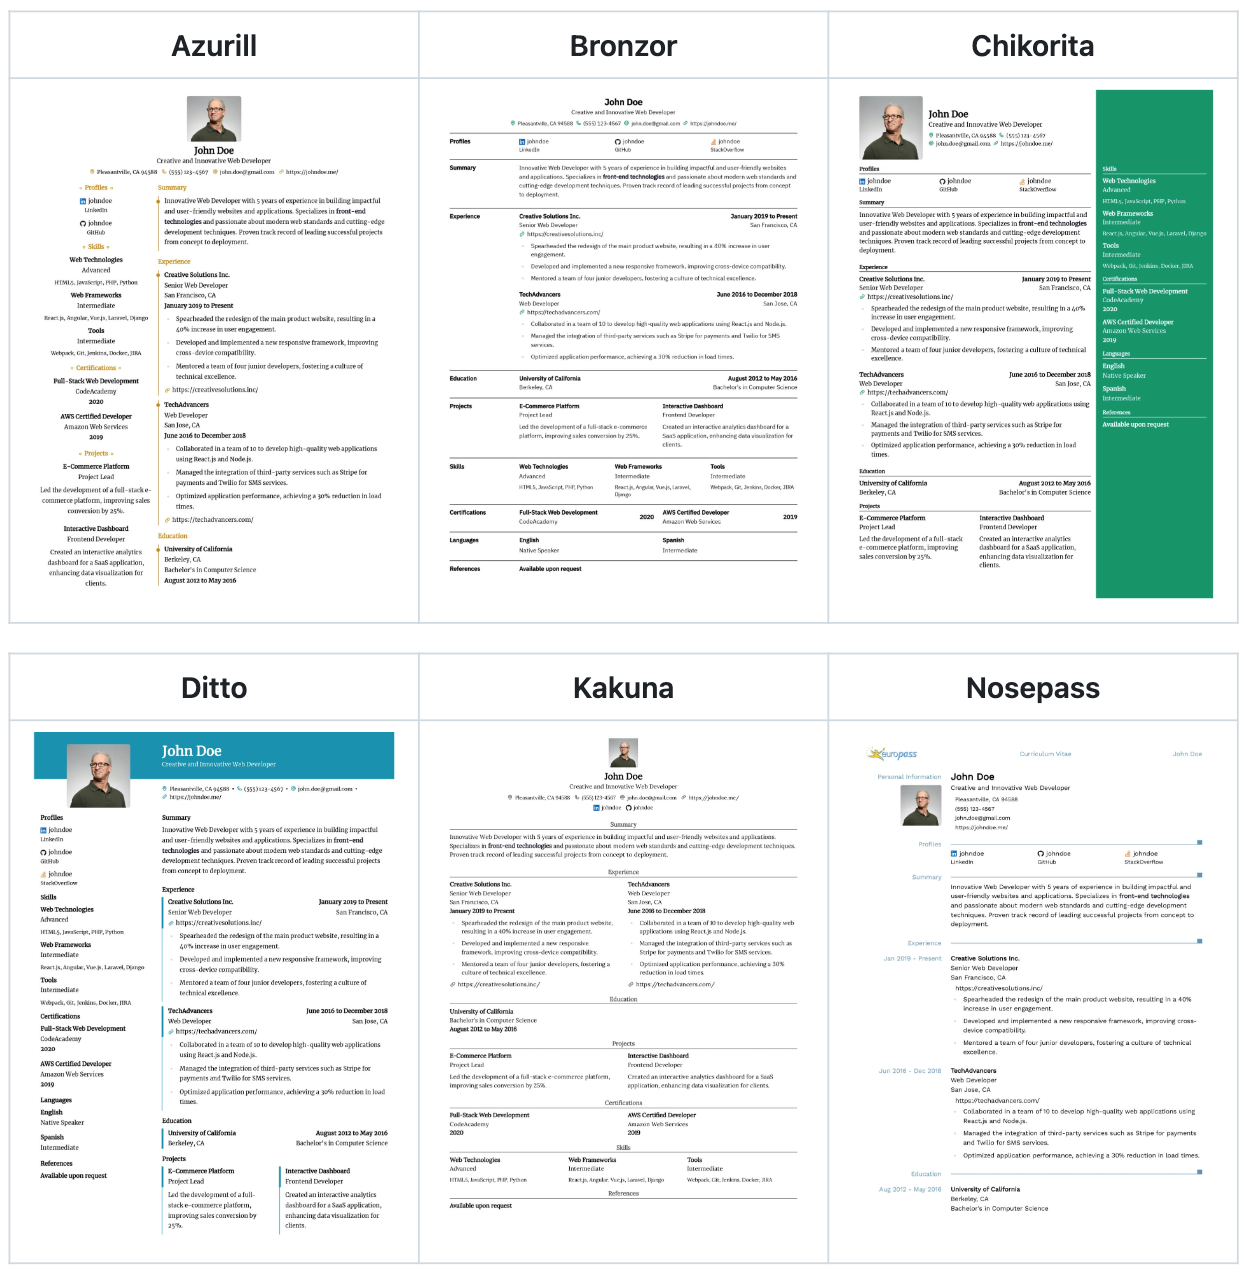 Azurill
Bronzor
Chikorita
John Doe
Creative and Innovative Web Developer
Pleasantville, CA 94588 (555) 123-4567 john.doe@gmail.com https://johndoe.me/
Profiles
johndoe
LinkedIn
johndoe
GitHub
Skills
Web Technologies
Advanced
HTML5, JavaScript, PHP, Python
Web Frameworks
Intermediate
React.js, Angular, Vue.js, Laravel, Django
Tools
Intermediate
Webpack, Git, Jenkins, Docker, JIRA
Certifications
Full-Stack Web Development
CodeAcademy
2020
AWS Certified Developer
Amazon Web Services
2019
Projects
E-Commerce Platform
Project Lead
Led the development of a full-stack e-
commerce platform, improving sales
conversion by 25%.
Interactive Dashboard
Frontend Developer
Created an interactive analytics
dashboard for a SaaS application,
enhancing data visualization for
clients.
Summary
Innovative Web Developer with 5 years of experience in building impactful
and user-friendly websites and applications. Specializes in front-end
technologies and passionate about modern web standards and cutting-edge
development techniques. Proven track record of leading successful projects
from concept to deployment.
Experience
Creative Solutions Inc.
Senior Web Developer
San Francisco, CA
January 2019 to Present
Spearheaded the redesign of the main product website, resulting in a
40% increase in user engagement.
Developed and implemented a new responsive framework, improving
cross-device compatibility.
Mentored a team of four junior developers, fostering a culture of
technical excellence.
https://creativesolutions.inc/
TechAdvancers
Web Developer
San Jose, CA
June 2016 to December 2018
Collaborated in a team of 10 to develop high-quality web applications
using React.js and Node.js.
Managed the integration of third-party services such as Stripe for
payments and Twilio for SMS services.
Optimized application performance, achieving a 30% reduction in load
times.
https://techadvancers.com/
Education
University of California
Berkeley, CA
Bachelor's in Computer Science
August 2012 to May 2016
John Doe
Creative and Innovative Web Developer
Pleasantville, CA 94588 (555) 123-4567 john.doe@gmail.com https://johndoe.me/
Profiles
johndoe johndoe johndoe
LinkedIn GitHub StackOverflow
Summary
Innovative Web Developer with 5 years of experience in building impactful and user-friendly websites
and applications. Specializes in front-end technologies and passionate about modern web standards and
cutting-edge development techniques. Proven track record of leading successful projects from concept
to deployment.
Experience
Creative Solutions Inc. January 2019 to Present
Senior Web Developer San Francisco, CA
https://creativesolutions.inc/
Spearheaded the redesign of the main product website, resulting in a 40% increase in user
engagement.
Developed and implemented a new responsive framework, improving cross-device compatibility.
Mentored a team of four junior developers, fostering a culture of technical excellence.
TechAdvancers June 2016 to December 2018
Web Developer San Jose, CA
https://techadvancers.com/
Collaborated in a team of 10 to develop high-quality web applications using React.js and Node.js.
Managed the integration of third-party services such as Stripe for payments and Twilio for SMS
services.
Optimized application performance, achieving a 30% reduction in load times.
Education
University of California August 2012 to May 2016
Berkeley, CA Bachelor's in Computer Science
Projects
E-Commerce Platform Interactive Dashboard
Project Lead Frontend Developer
Led the development of a full-stack e-commerce
platform, improving sales conversion by 25%.
Created an interactive analytics dashboard for a
SaaS application, enhancing data visualization for
clients.
Skills
Web Technologies Web Frameworks Tools
Advanced Intermediate Intermediate
HTML5, JavaScript, PHP, Python
React.js, Angular, Vue.js, Laravel,
Django
Webpack, Git, Jenkins, Docker, JIRA
Certifications
Full-Stack Web Development 2020 AWS Certified Developer 2019
CodeAcademy Amazon Web Services
Languages
English Spanish
Native Speaker Intermediate
References
Available upon request
John Doe
Creative and Innovative Web Developer
Pleasantville, CA 94588 (555) 123-4567
john.doe@gmail.com https://johndoe.me/
Profiles
johndoe johndoe johndoe
LinkedIn GitHub StackOverflow
Summary
Innovative Web Developer with 5 years of experience in building
impactful and user-friendly websites and applications. Specializes in front-end technologies
and passionate about modern web standards and cutting-edge
development techniques. Proven track record of leading successful projects from concept to
deployment.
Experience
Creative Solutions Inc. January 2019 to Present
Senior Web Developer San Francisco, CA
https://creativesolutions.inc/
Spearheaded the redesign of the main product website, resulting in a
40% increase in user engagement.
Developed and implemented a new responsive framework, improving
cross-device compatibility.
Mentored a team of four junior developers, fostering a culture of technical
excellence.
TechAdvancers June 2016 to December 2018
Web Developer San Jose, CA
https://techadvancers.com/
Collaborated in a team of 10 to develop high-quality web applications using
React.js and Node.js.
Managed the integration of third-party services such as Stripe for
payments and Twilio for SMS services.
Optimized application performance, achieving a 30% reduction in load
times.
Education
University of California August 2012 to May 2016
Berkeley, CA Bachelor's in Computer Science
Projects
E-Commerce Platform Interactive Dashboard
Project Lead Frontend Developer
Led the development of a full-stack
e-commerce platform, improving
sales conversion by 25%.
Created an interactive analytics
dashboard for a SaaS application,
enhancing data visualization for
clients.
Skills
Web Technologies
Advanced
HTML5, JavaScript, PHP, Python
Web Frameworks
Intermediate
React.js, Angular, Vue.js, Laravel, Django
Tools
Intermediate
Webpack, Git, Jenkins, Docker, JIRA
Certifications
Full-Stack Web Development
CodeAcademy
2020
AWS Certified Developer
Amazon Web Services
2019
Languages
English
Native Speaker
Spanish
Intermediate
References
Available upon request
Ditto
Kakuna
Nosepass
John Doe
Creative and Innovative Web Developer
Pleasantville, CA 94588 • (555) 123-4567 • john.doe@gmail.com •
https://johndoe.me/
Profiles
johndoe
LinkedIn
johndoe
GitHub
johndoe
StackOverflow
Skills
Web Technologies
Advanced
HTML5, JavaScript, PHP, Python
Web Frameworks
Intermediate
React.js, Angular, Vue.js, Laravel, Django
Tools
Intermediate
Webpack, Git, Jenkins, Docker, JIRA
Certifications
Full-Stack Web Development
CodeAcademy
2020
AWS Certified Developer
Amazon Web Services
2019
Languages
English
Native Speaker
Spanish
Intermediate
References
Available upon request
Summary
Innovative Web Developer with 5 years of experience in building impactful
and user-friendly websites and applications. Specializes in front-end
technologies and passionate about modern web standards and cutting-edge
development techniques. Proven track record of leading successful projects
from concept to deployment.
Experience
Creative Solutions Inc. January 2019 to Present
Senior Web Developer San Francisco, CA
https://creativesolutions.inc/
Spearheaded the redesign of the main product website, resulting in a
40% increase in user engagement.
Developed and implemented a new responsive framework, improving
cross-device compatibility.
Mentored a team of four junior developers, fostering a culture of
technical excellence.
TechAdvancers June 2016 to December 2018
Web Developer San Jose, CA
https://techadvancers.com/
Collaborated in a team of 10 to develop high-quality web applications
using React.js and Node.js.
Managed the integration of third-party services such as Stripe for
payments and Twilio for SMS services.
Optimized application performance, achieving a 30% reduction in load
times.
Education
University of California August 2012 to May 2016
Berkeley, CA Bachelor's in Computer Science
Projects
E-Commerce Platform Interactive Dashboard
Project Lead Frontend Developer
Led the development of a full-
stack e-commerce platform,
improving sales conversion by
25%.
Created an interactive analytics
dashboard for a SaaS application,
enhancing data visualization for
clients.
John Doe
Creative and Innovative Web Developer
Pleasantville, CA 94588 (555) 123-4567 john.doe@gmail.com https://johndoe.me/
johndoe johndoe
Summary
Innovative Web Developer with 5 years of experience in building impactful and user-friendly websites and applications.
Specializes in front-end technologies and passionate about modern web standards and cutting-edge development techniques.
Proven track record of leading successful projects from concept to deployment.
Experience
Creative Solutions Inc.
Senior Web Developer
San Francisco, CA
January 2019 to Present
Spearheaded the redesign of the main product website,
resulting in a 40% increase in user engagement.
Developed and implemented a new responsive
framework, improving cross-device compatibility.
Mentored a team of four junior developers, fostering a
culture of technical excellence.
https://creativesolutions.inc/
TechAdvancers
Web Developer
San Jose, CA
June 2016 to December 2018
Collaborated in a team of 10 to develop high-quality web
applications using React.js and Node.js.
Managed the integration of third-party services such as
Stripe for payments and Twilio for SMS services.
Optimized application performance, achieving a 30%
reduction in load times.
https://techadvancers.com/
Education
University of California
Bachelor's in Computer Science
August 2012 to May 2016
Projects
E-Commerce Platform Interactive Dashboard
Project Lead Frontend Developer
Led the development of a full-stack e-commerce platform,
improving sales conversion by 25%.
Created an interactive analytics dashboard for a SaaS
application, enhancing data visualization for clients.
Certifications
Full-Stack Web Development AWS Certified Developer
CodeAcademy Amazon Web Services
2020 2019
Skills
Web Technologies Web Frameworks Tools
Advanced Intermediate Intermediate
HTML5, JavaScript, PHP, Python React.js, Angular, Vue.js, Laravel, Django Webpack, Git, Jenkins, Docker, JIRA
References
Available upon request
europass Curriculum Vitae John Doe
Personal Information
John Doe
Creative and Innovative Web Developer
Pleasantville, CA 94588
(555) 123-4567
john.doe@gmail.com
https://johndoe.me/
Profiles
johndoe johndoe johndoe
LinkedIn GitHub StackOverflow
Summary
Innovative Web Developer with 5 years of experience in building impactful and
user-friendly websites and applications. Specializes in front-end technologies
and passionate about modern web standards and cutting-edge development
techniques. Proven track record of leading successful projects from concept to
deployment.
Experience
Jan 2019 - Present
Creative Solutions Inc.
Senior Web Developer
San Francisco, CA
https://creativesolutions.inc/
Spearheaded the redesign of the main product website, resulting in a 40%
increase in user engagement.
Developed and implemented a new responsive framework, improving cross-
device compatibility.
Mentored a team of four junior developers, fostering a culture of technical
excellence.
Jun 2016 - Dec 2018
TechAdvancers
Web Developer
San Jose, CA
https://techadvancers.com/
Collaborated in a team of 10 to develop high-quality web applications using
React.js and Node.js.
Managed the integration of third-party services such as Stripe for payments
and Twilio for SMS services.
Optimized application performance, achieving a 30% reduction in load times.
Education
Aug 2012 - May 2016
University of California
Berkeley, CA
Bachelor's in Computer Science